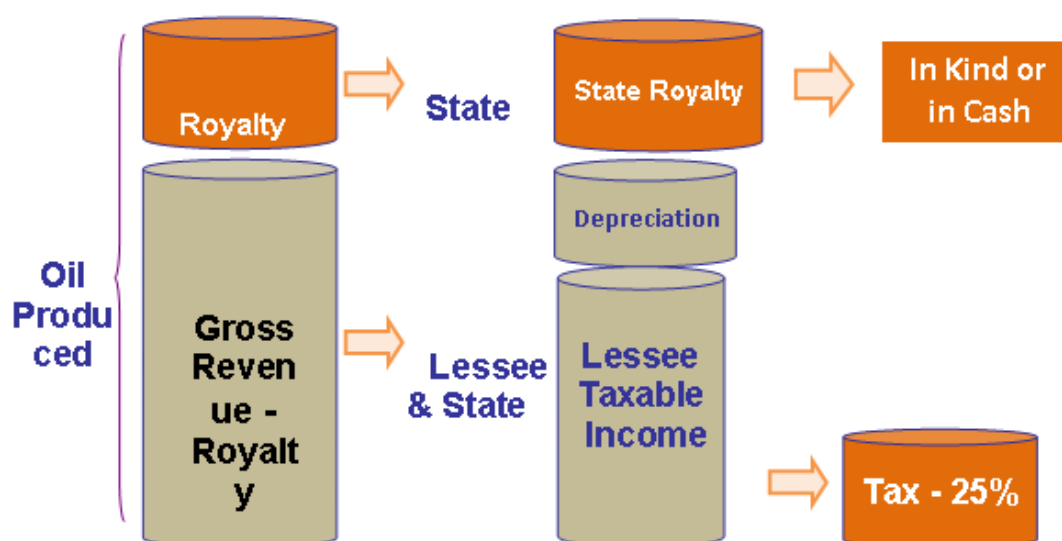 Oil
Produ
ced
Royalty
Gross
Reven
ue -
Royalt
y
State
Lessee
& State
State Royalty
Depreciation
Lessee
Taxable
Income
In Kind or
in Cash
Tax - 25%